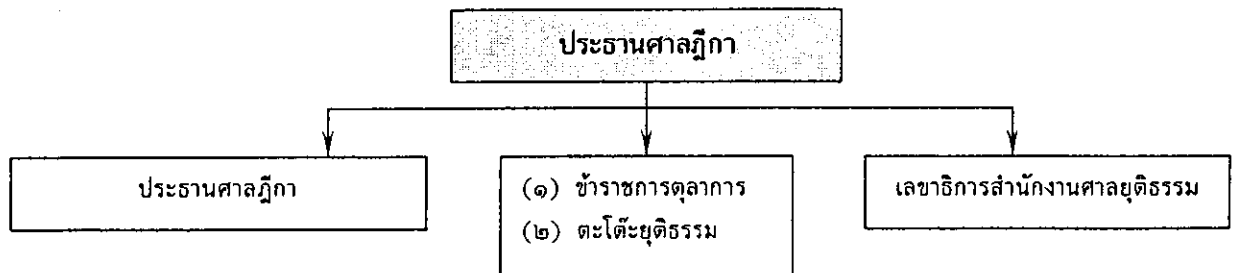 ประธานศาลฎีกา
ประธานศาลฎีกา
(๑) ข้าราชการตุลาการ
(๒) ดะโต๊ะยุติธรรม
เลขาธิการสำนักงานศาลยุติธรรม